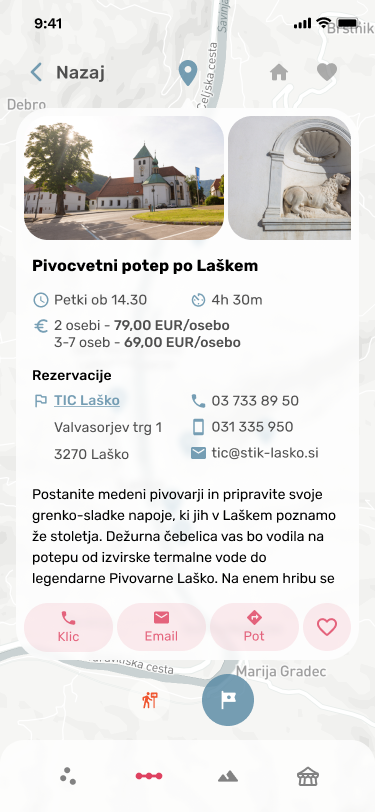 9:41
Brstnik
Savinja
Celjska cesta
Nazaj
Debro
Pivocvetni potep po Laškem
Petki ob 14.30
4h 30m
2 osebi - 79,00 EUR/osebo
3-7 oseb - 69,00 EUR/osebo
Rezervacije
TIC Laško
03 733 89 50
Valvasorjev trg 1
031 335 950
3270 Laško
tic@stik-lasko.si
Postanite medeni pivovarji in pripravite svoje
grenko-sladke napoje, ki jih v Laškem poznamo
že stoletja. Dežurna čebelica vas bo vodila na
potepu od izvirske termalne vode do
legendarne Pivovarne Laško. Na enem hribu se
Klic
Email
Pot
cesta
Marija Gradec